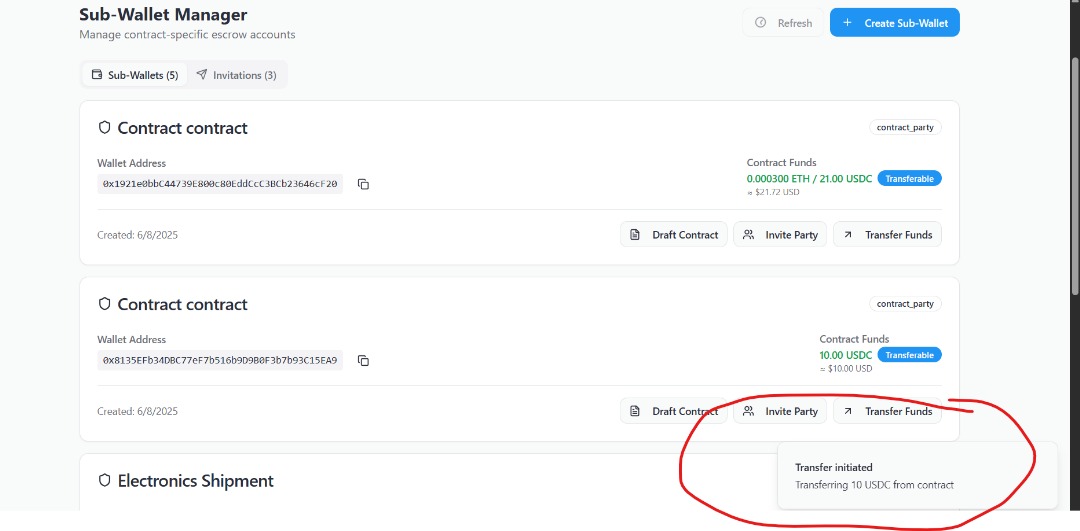 Sub-Wallet Manager
Manage contract-specific escrow accounts
Refresh
Create Sub-Wallet
Sub-Wallets (5)
Invitations (3)
Contract contract
contract_party
Wallet Address
0x1921e0bbC44739E800c80EddCcC3BCb23646cF20
Contract Funds
0.000300 ETH / 21.00 USDC
Transferable
≈ $21.72 USD
Created: 6/8/2025
Draft Contract
Invite Party
Transfer Funds
Contract contract
contract_party
Wallet Address
0x8135EFb34DBC77eF7b516b9D9B0F3b7b93C15EA9
Contract Funds
10.00 USDC
Transferable
≈ $10.00 USD
Created: 6/8/2025
Draft Contract
Invite Party
Transfer Funds
Electronics Shipment
Transfer initiated
Transferring 10 USDC from contract